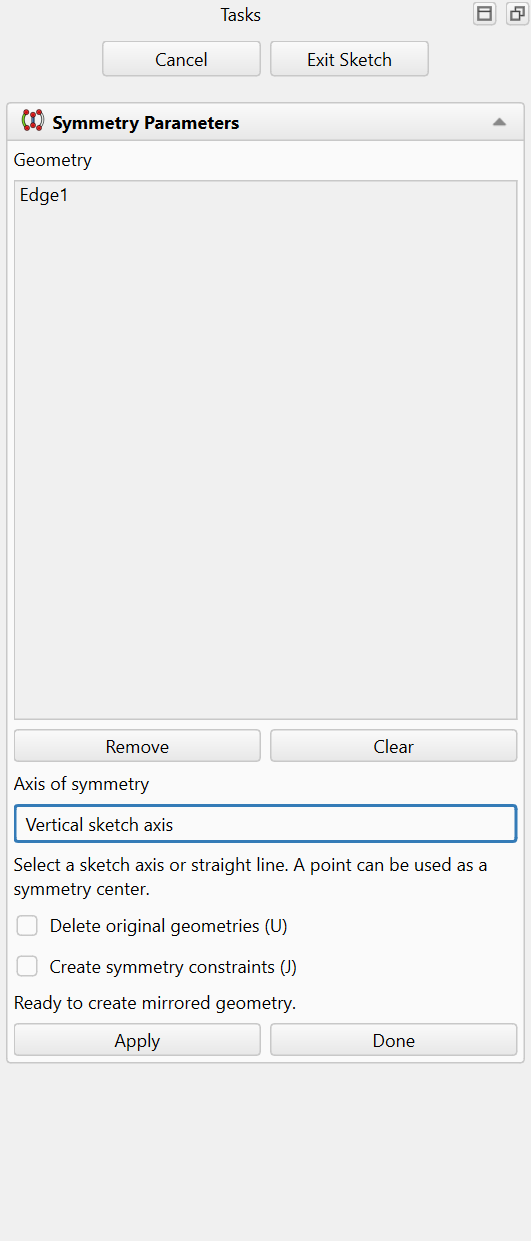 Tasks
Cancel
Exit Sketch
Symmetry Parameters
Geometry
Edge1
Remove
Clear
Axis of symmetry
Vertical sketch axis
Select a sketch axis or straight line. A point can be used as a
symmetry center.
Delete original geometries (U)
Create symmetry constraints (J)
Ready to create mirrored geometry.
Apply
Done